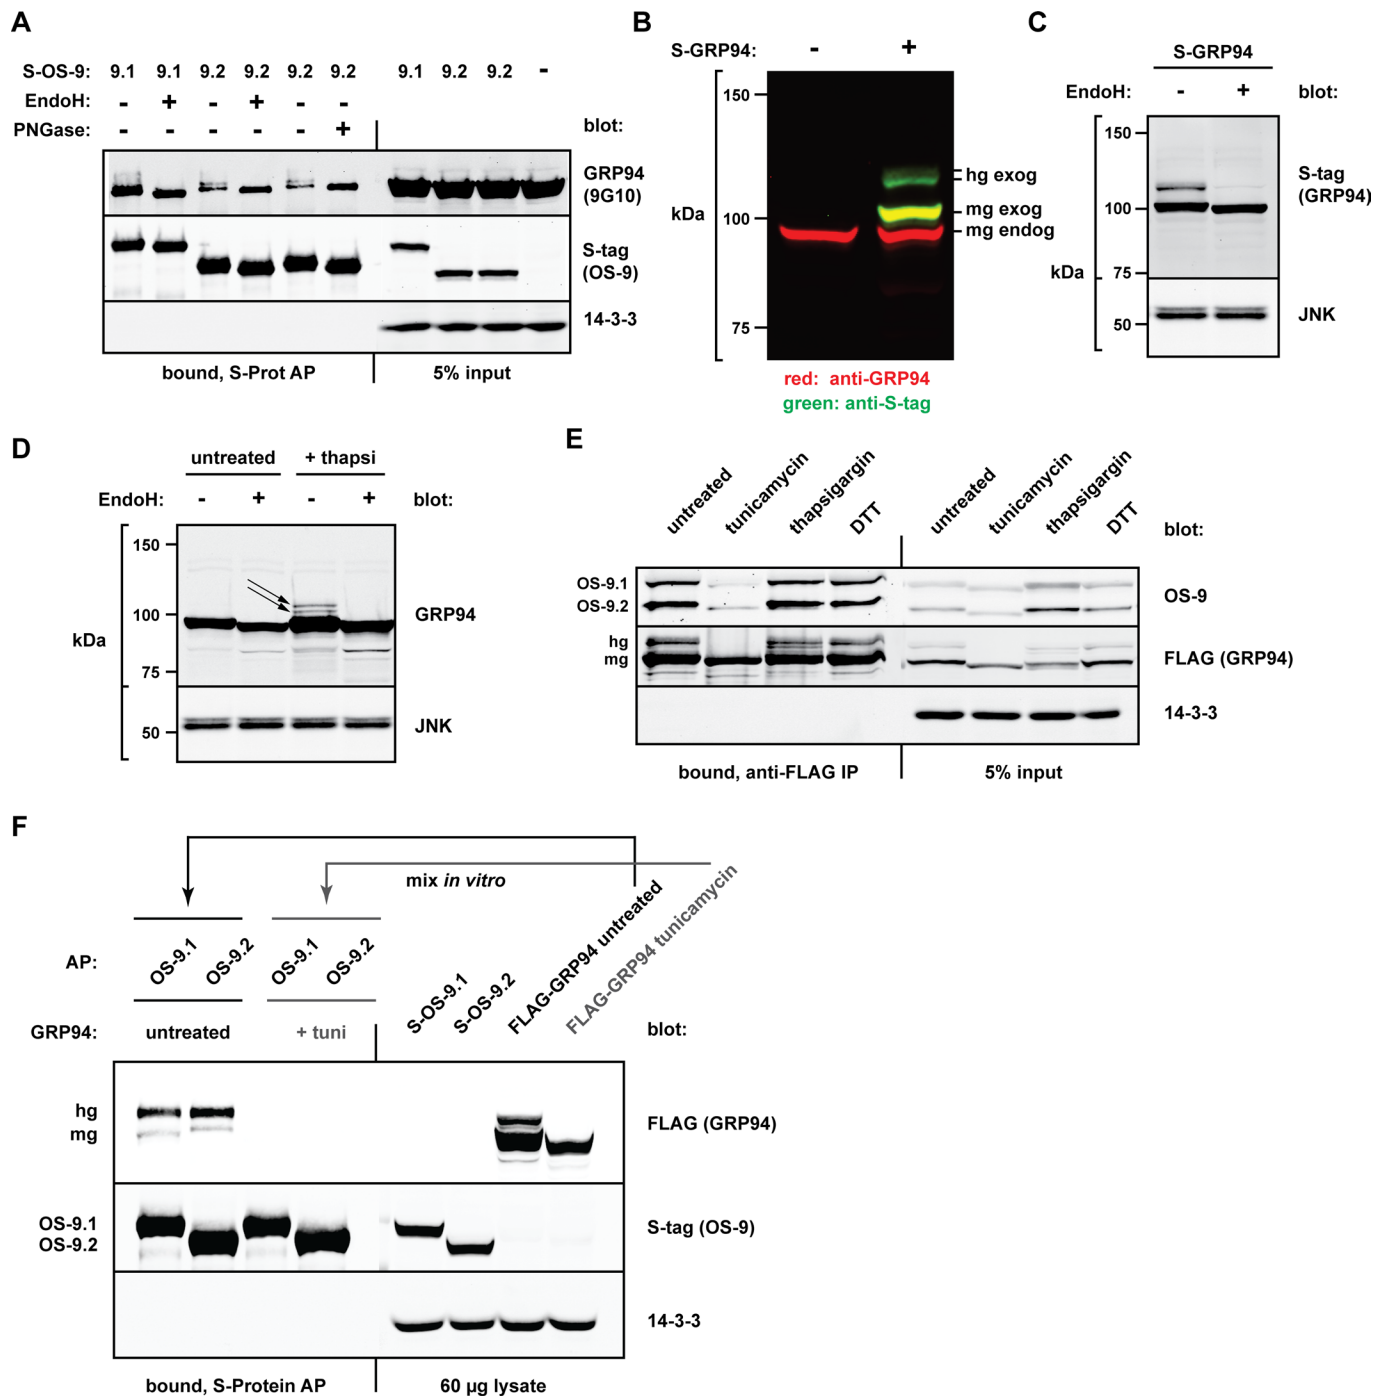 A
S-OS-9: 9.1 9.1 9.2 9.2 9.2 9.2 9.1 9.2 9.2 -
EndoH: - + - + - -
PNGase: - - - - - +
blot:
GRP94
(9G10)
S-tag
(OS-9)
14-3-3
bound, S-Prot AP
5% input
B
S-GRP94: - +
150
100
75
kDa
hg exog
mg exog
mg endog
red: anti-GRP94
green: anti-S-tag
C
S-GRP94
EndoH: - + blot:
150
100
75
50
kDa
S-tag
(GRP94)
JNK
D
untreated + thapsi
EndoH: - + - + blot:
150
100
75
50
kDa
GRP94
JNK
E
untreated tunicamycin thapsigargin DTT untreated tunicamycin thapsigargin DTT
blot:
OS-9.1
OS-9.2
OS-9
hg
mg
FLAG (GRP94)
14-3-3
bound, anti-FLAG IP
5% input
F
mix in vitro
AP: OS-9.1 OS-9.2 OS-9.1 OS-9.2 S-OS-9.1 S-OS-9.2 FLAG-GRP94 untreated FLAG-GRP94 tunicamycin
GRP94: untreated + tuni
blot:
hg
mg
FLAG (GRP94)
OS-9.1
OS-9.2
S-tag (OS-9)
14-3-3
bound, S-Protein AP
60 µg lysate